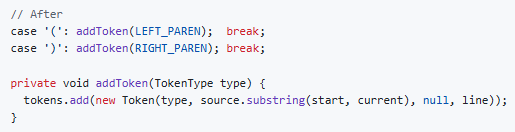 // After
case '(': addToken(LEFT_PAREN);  break;
case ')': addToken(RIGHT_PAREN); break;

private void addToken(TokenType type) {
  tokens.add(new Token(type, source.substring(start, current), null, line));
}